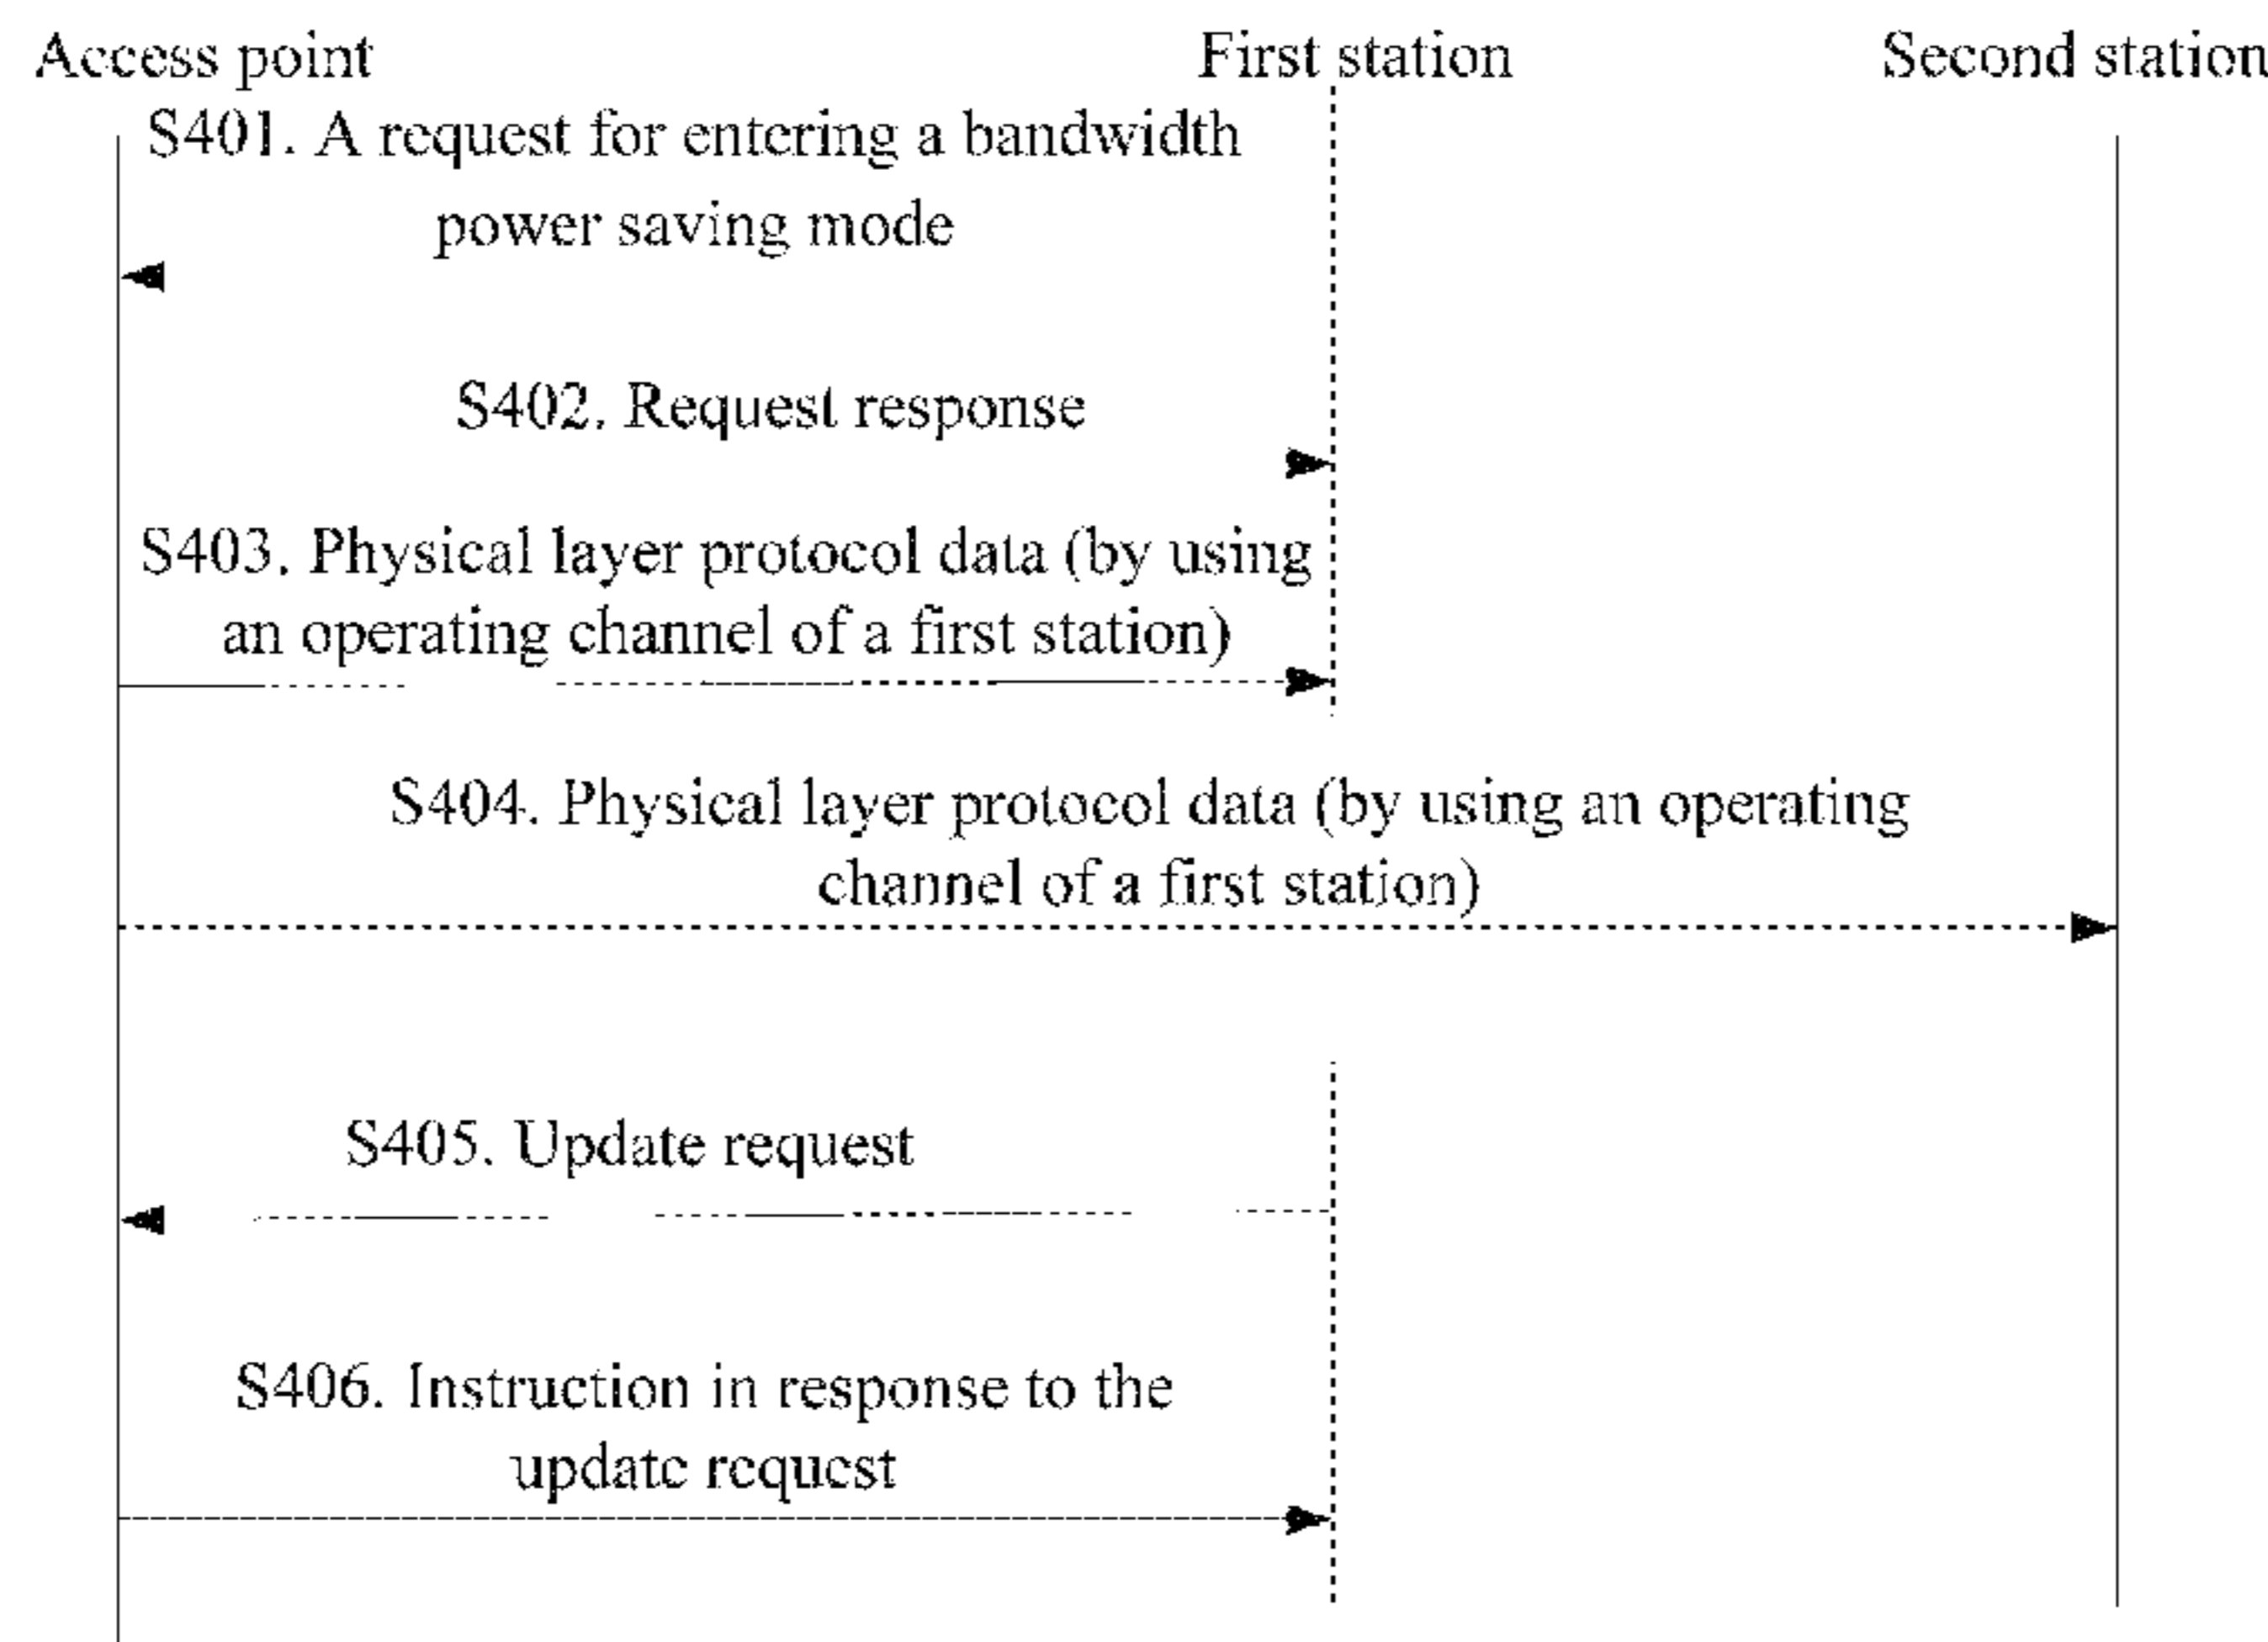 Access point
First station
Second station
S401. A request for entering a bandwidth
power saving mode
S402. Request response
S403. Physical layer protocol data (by using
an operating channel of a first station)
S404. Physical layer protocol data (by using an operating
channel of a first station)
S405. Update request
S406. Instruction in response to the
update request